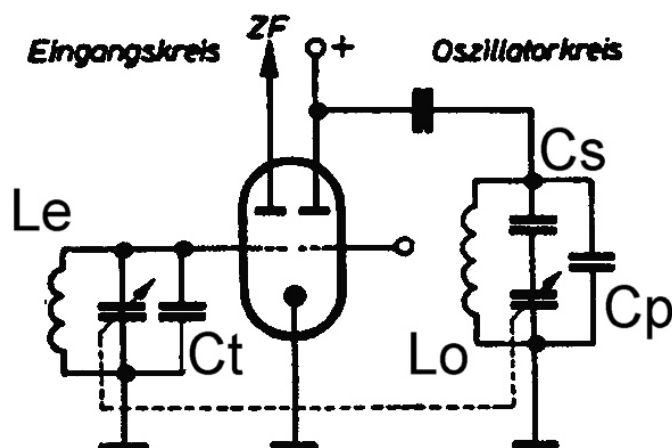 Eingangskreis
ZF
+
Oszillatorkreis
Le
Cs
Ct
Lo
Cp